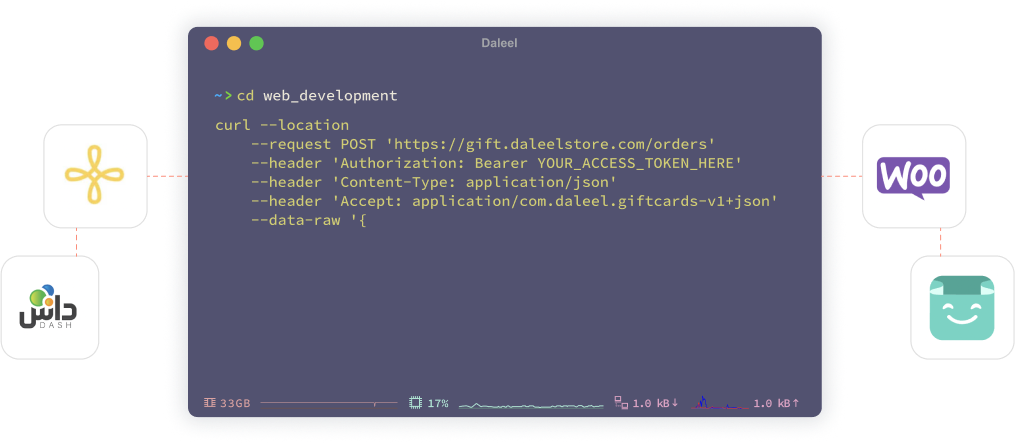 Daleel
~> cd web_development
curl --location
--request POST 'https://gift.daleelstore.com/orders'
--header 'Authorization: Bearer YOUR_ACCESS_TOKEN_HERE'
--header 'Content-Type: application/json'
--header 'Accept: application/com.daleel.giftcards-v1+json'
--data-raw '{
WOO
داش
DASH
33GB 17% 1.0 kB↓ 1.0 kB↑